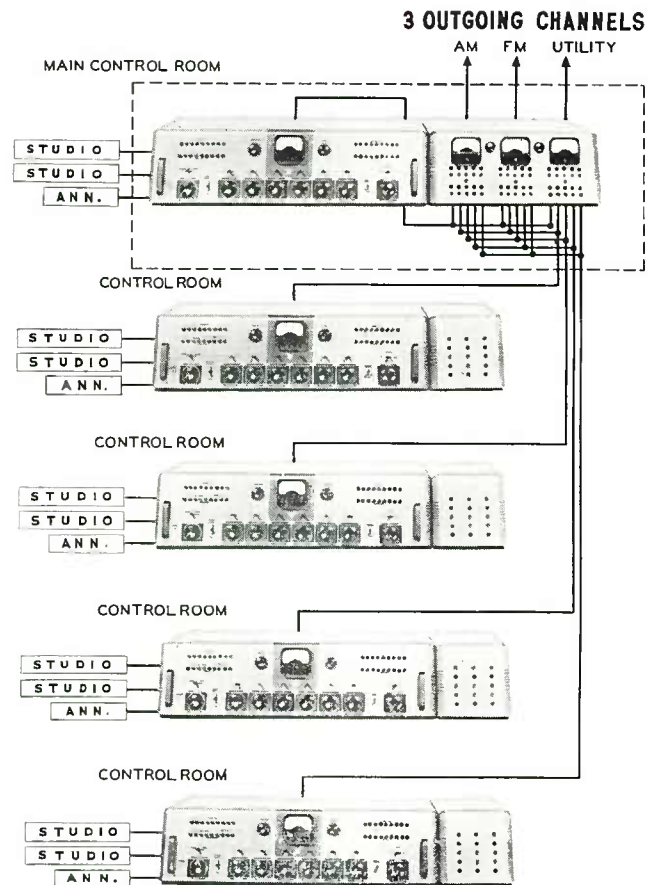 3 OUTGOING CHANNELS
AM FM UTILITY
MAIN CONTROL ROOM
STUDIO
STUDIO
ANN.
CONTROL ROOM
STUDIO
STUDIO
ANN.
CONTROL ROOM
STUDIO
STUDIO
ANN.
CONTROL ROOM
STUDIO
STUDIO
ANN.
CONTROL ROOM
STUDIO
STUDIO
ANN.